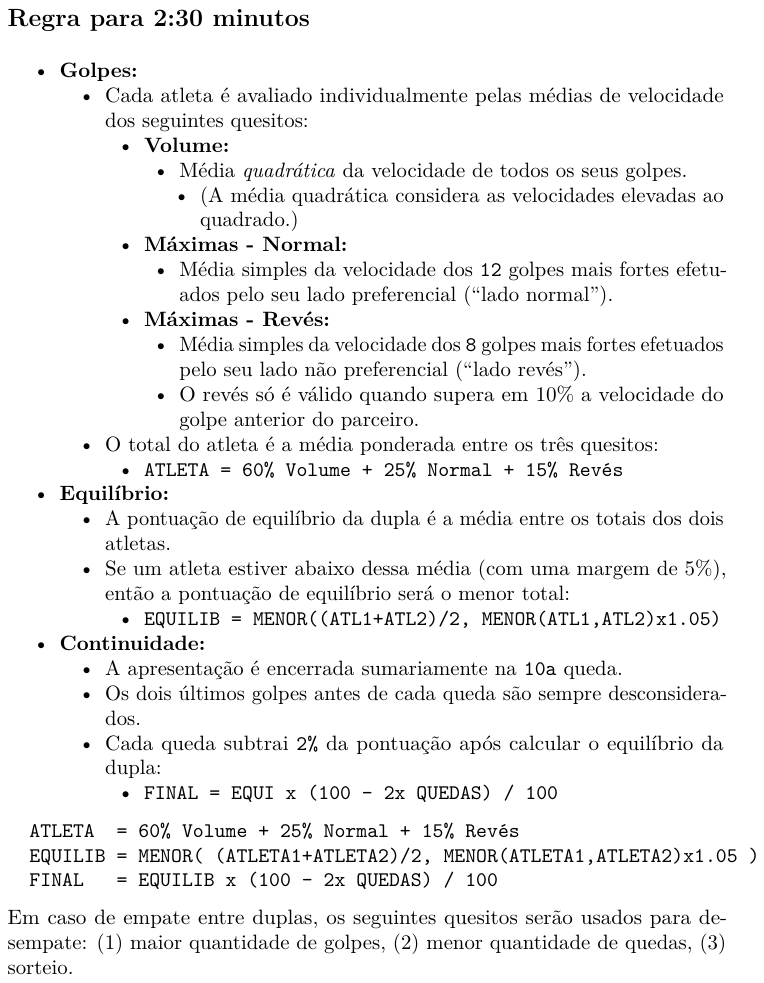 Regra para 2:30 minutos
• Golpes:
• Cada atleta é avaliado individualmente pelas médias de velocidade
dos seguintes quesitos:
• Volume:
• Média quadrática da velocidade de todos os seus golpes.
• (A média quadrática considera as velocidades elevadas ao
quadrado.)
• Máximas - Normal:
• Média simples da velocidade dos 12 golpes mais fortes efetu-
ados pelo seu lado preferencial (“lado normal”).
• Máximas - Revés:
• Média simples da velocidade dos 8 golpes mais fortes efetuados
pelo seu lado não preferencial (“lado revés”).
• O revés só é válido quando supera em 10% a velocidade do
golpe anterior do parceiro.
• O total do atleta é a média ponderada entre os três quesitos:
• ATLETA = 60% Volume + 25% Normal + 15% Revés
• Equilíbrio:
• A pontuação de equilíbrio da dupla é a média entre os totais dos dois
atletas.
• Se um atleta estiver abaixo dessa média (com uma margem de 5%),
então a pontuação de equilíbrio será o menor total:
• EQUILIB = MENOR((ATL1+ATL2)/2, MENOR(ATL1,ATL2)x1.05)
• Continuidade:
• A apresentação é encerrada sumariamente na 10a queda.
• Os dois últimos golpes antes de cada queda são sempre desconsidera-
dos.
• Cada queda subtrai 2% da pontuação após calcular o equilíbrio da
dupla:
• FINAL = EQUI x (100 - 2x QUEDAS) / 100
ATLETA  = 60% Volume + 25% Normal + 15% Revés
EQUILIB = MENOR( (ATLETA1+ATLETA2)/2, MENOR(ATLETA1,ATLETA2)x1.05 )
FINAL   = EQUILIB x (100 - 2x QUEDAS) / 100
Em caso de empate entre duplas, os seguintes quesitos serão usados para de-
sempate: (1) maior quantidade de golpes, (2) menor quantidade de quedas, (3)
sorteio.